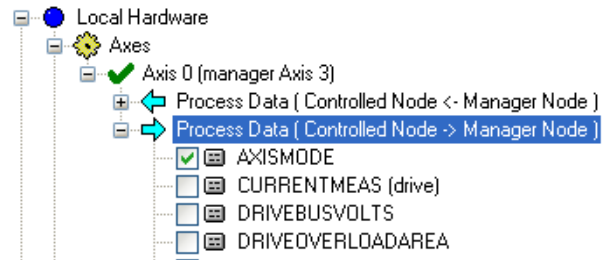 Local Hardware
Axes
Axis 0 (manager Axis 3)
Process Data ( Controlled Node <- Manager Node )
Process Data ( Controlled Node -> Manager Node )
AXISMODE
CURRENTMEAS (drive)
DRIVEBUSVOLTS
DRIVEOVERLOADAREA